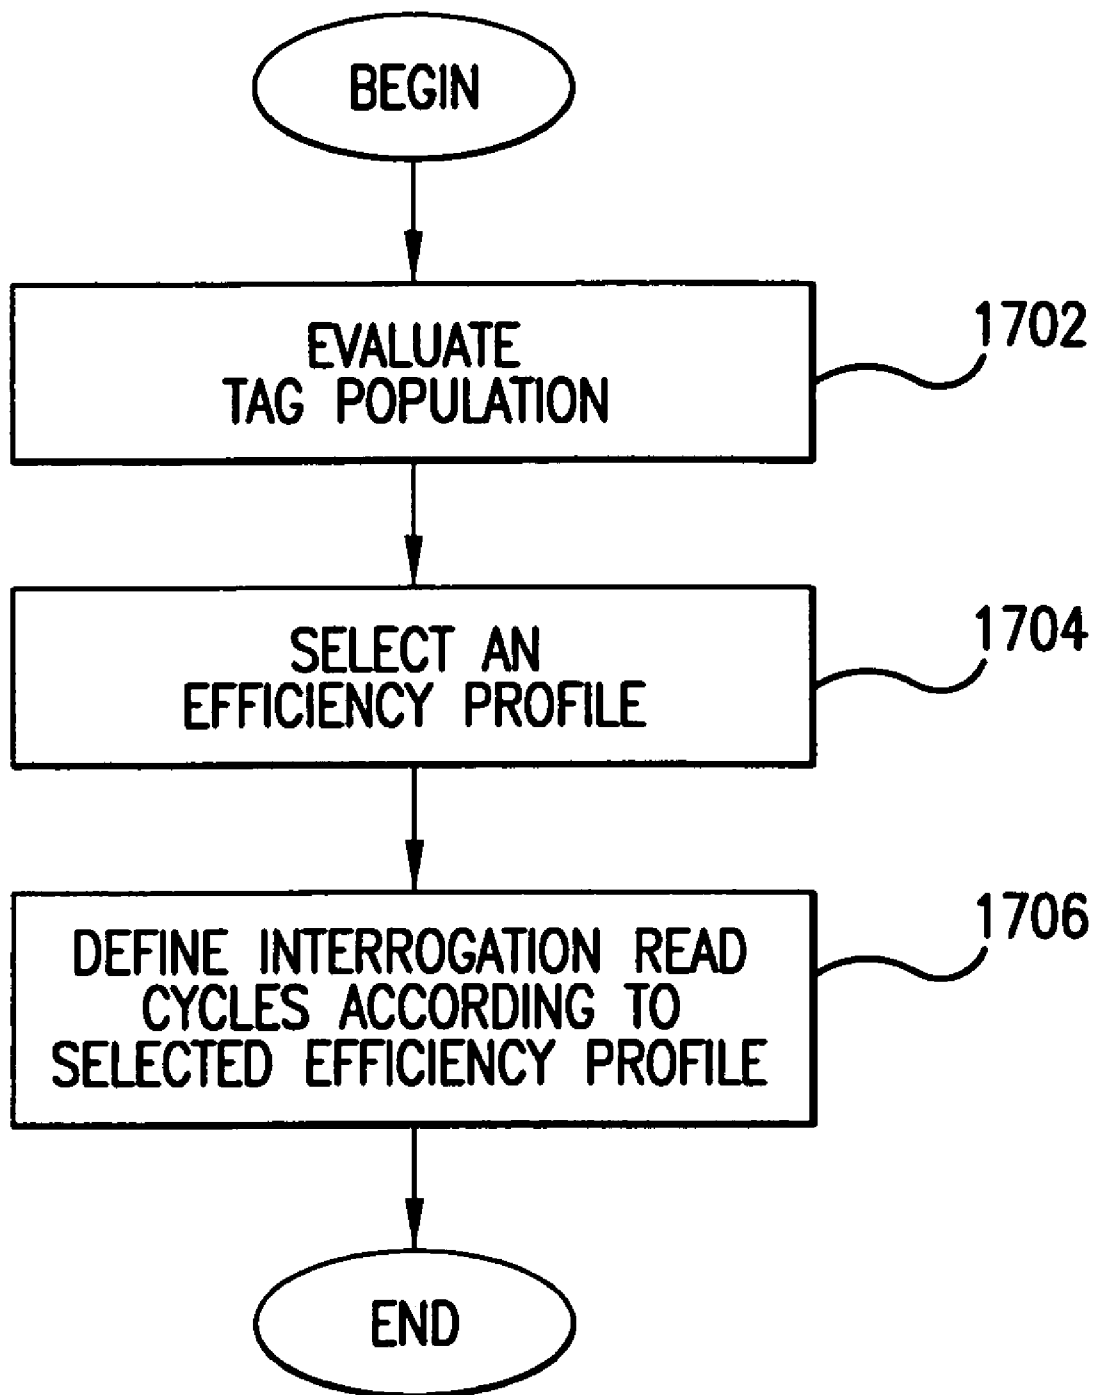 BEGIN
EVALUATE
TAG POPULATION
1702
SELECT AN
EFFICIENCY PROFILE
1704
DEFINE INTERROGATION READ
CYCLES ACCORDING TO
SELECTED EFFICIENCY PROFILE
1706
END